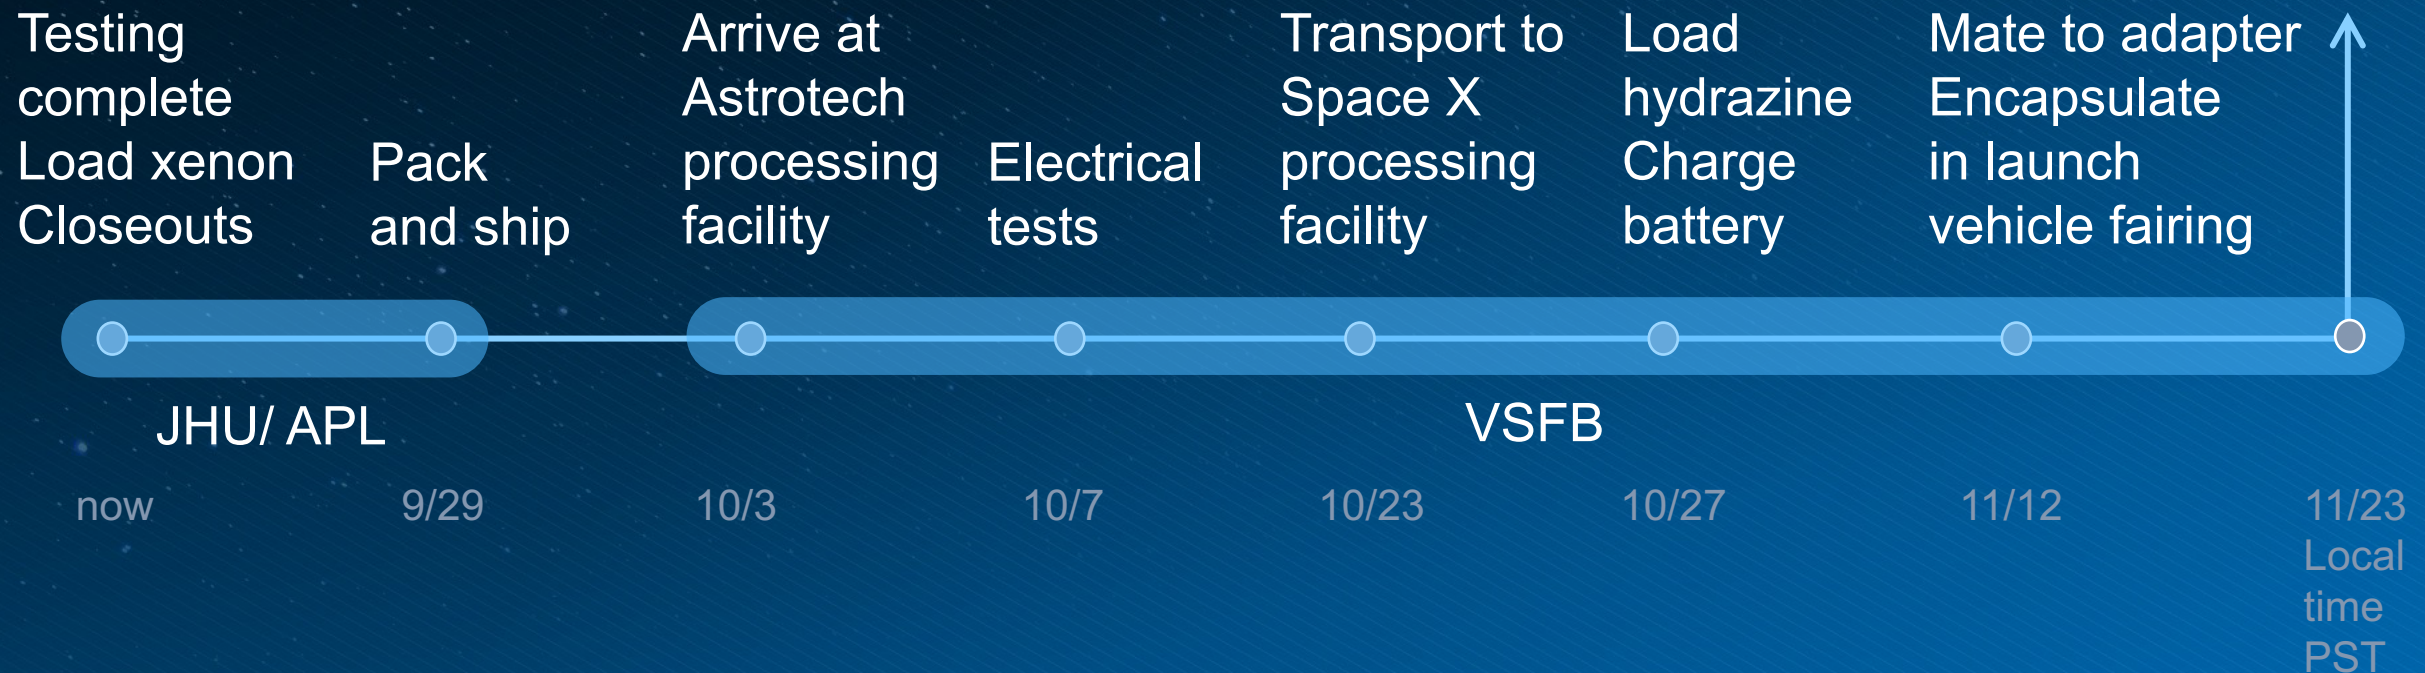 Testing
complete
Load xenon
Closeouts
Pack
and ship
Arrive at
Astrotech
processing
facility
Electrical
tests
Transport to
Space X
processing
facility
Load
hydrazine
Charge
battery
Mate to adapter
Encapsulate
in launch
vehicle fairing
JHU/ APL
VSFB
now
9/29
10/3
10/7
10/23
10/27
11/12
11/23
Local
time
PST